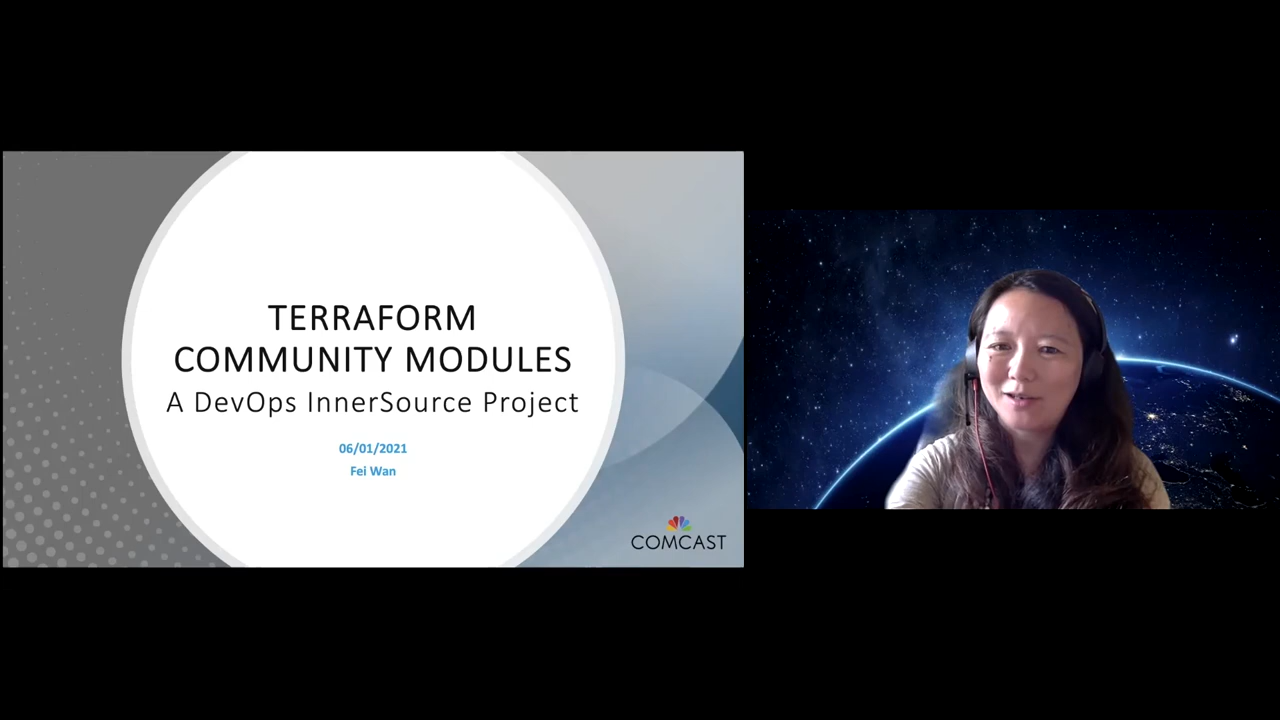 TERRAFORM
COMMUNITY MODULES
A DevOps InnerSource Project
06/01/2021
Fei Wan
COMCAST